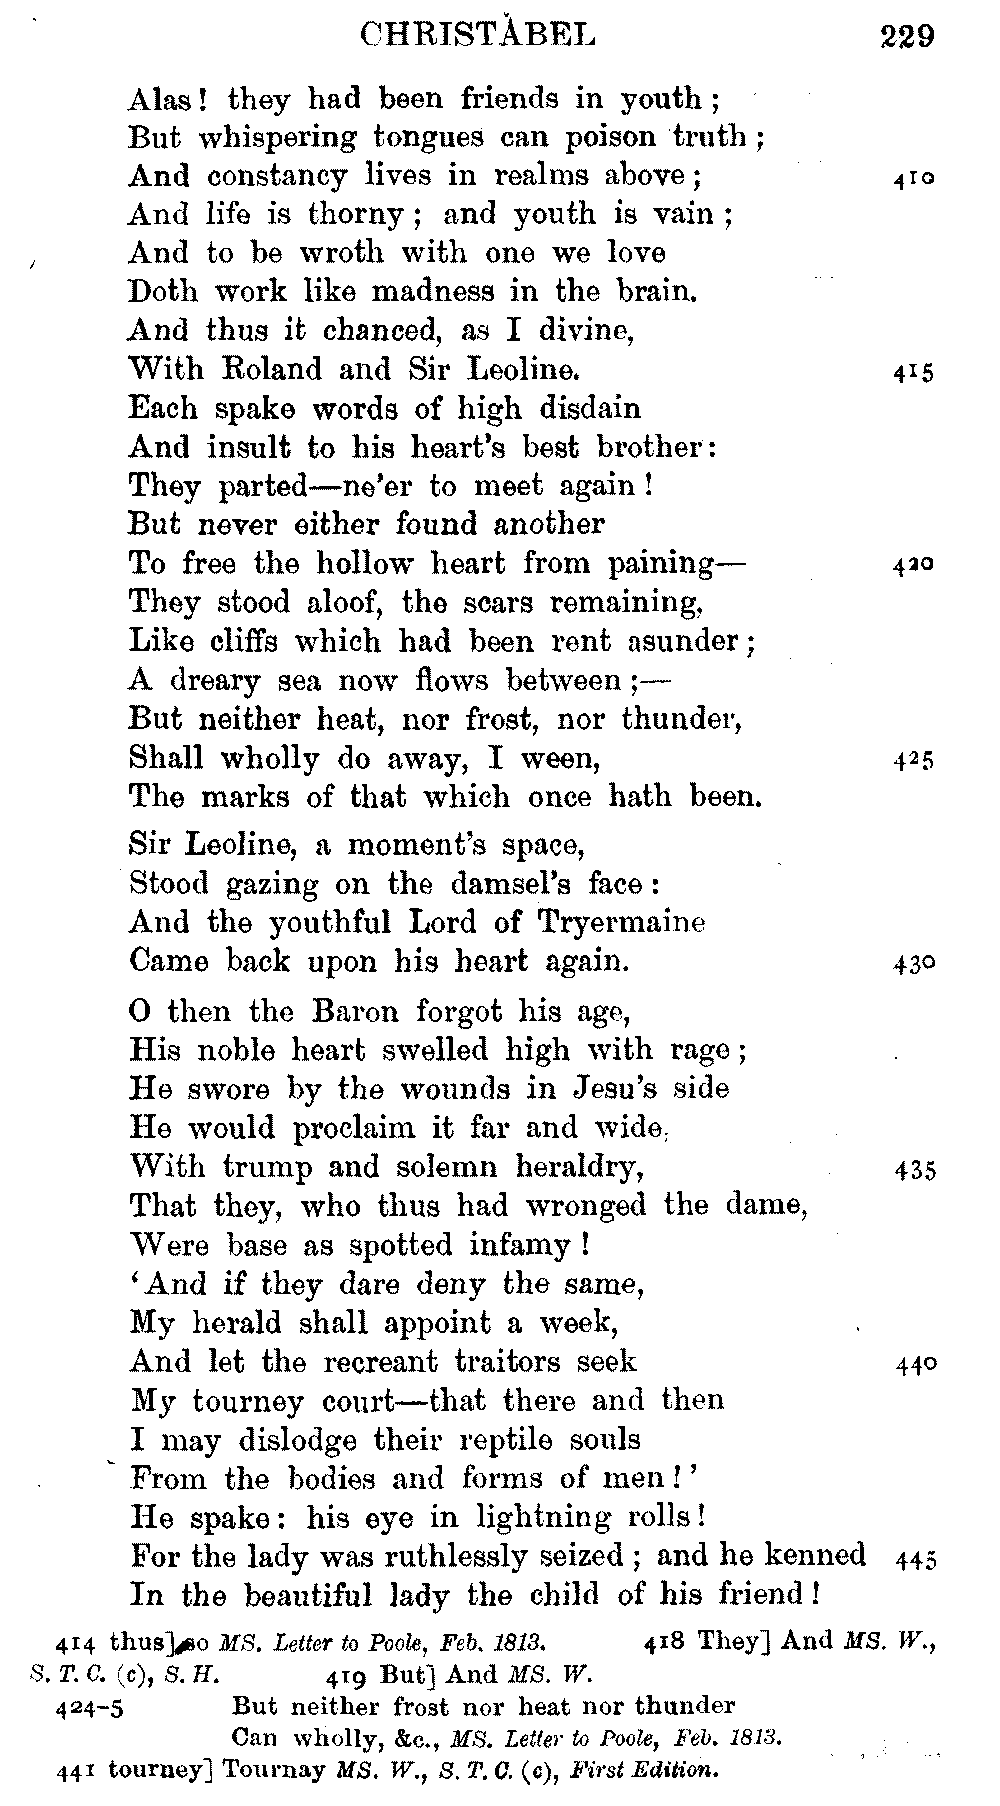 CHRISTABEL 229
Alas! they had been friends in youth;
But whispering tongues can poison truth;
And constancy lives in realms above; 410
And life is thorny; and youth is vain;
And to be wroth with one we love
Doth work like madness in the brain.
And thus it chanced, as I divine,
With Roland and Sir Leoline. 415
Each spake words of high disdain
And insult to his heart's best brother:
They parted—ne'er to meet again!
But never either found another
To free the hollow heart from paining— 420
They stood aloof, the scars remaining,
Like cliffs which had been rent asunder;
A dreary sea now flows between;—
But neither heat, nor frost, nor thunder,
Shall wholly do away, I ween, 425
The marks of that which once hath been.
Sir Leoline, a moment's space,
Stood gazing on the damsel's face:
And the youthful Lord of Tryermaine
Came back upon his heart again. 430
O then the Baron forgot his age,
His noble heart swelled high with rage;
He swore by the wounds in Jesu's side
He would proclaim it far and wide,
With trump and solemn heraldry, 435
That they, who thus had wronged the dame,
Were base as spotted infamy!
'And if they dare deny the same,
My herald shall appoint a week,
And let the recreant traitors seek 440
My tourney court—that there and then
I may dislodge their reptile souls
From the bodies and forms of men!'
He spake: his eye in lightning rolls!
For the lady was ruthlessly seized; and he kenned 445
In the beautiful lady the child of his friend!
414 thus] so MS. Letter to Poole, Feb. 1813. 418 They] And MS. W.,
S. T. C. (c), S. H. 419 But] And MS. W.
424-5 But neither frost nor heat nor thunder
Can wholly, &c., MS. Letter to Poole, Feb. 1813.
441 tourney] Tournay MS. W., S. T. C. (c), First Edition.